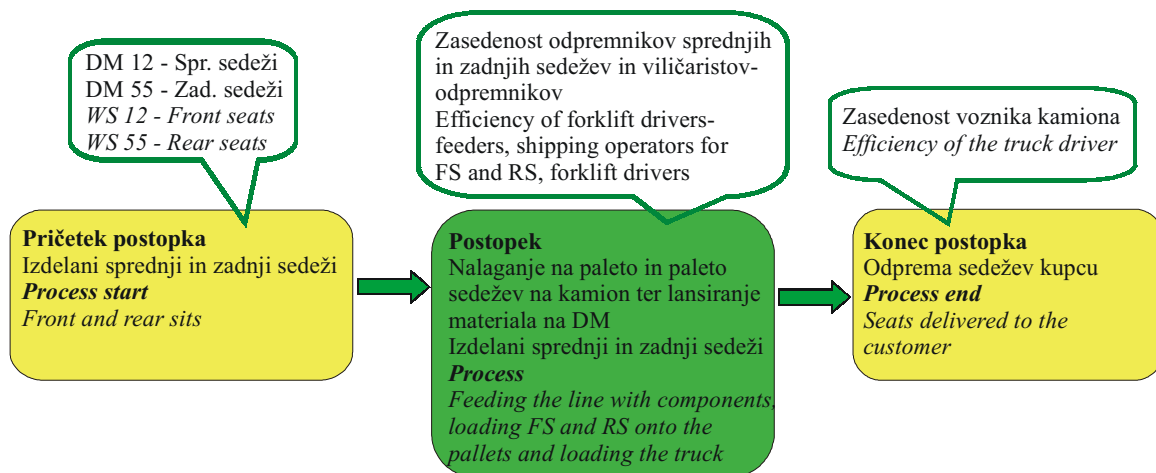 DM 12 - Spr. sedeži
DM 55 - Zad. sedeži
WS 12 - Front seats
WS 55 - Rear seats
Zasedenost odpremnikov sprednjih
in zadnjih sedežev in viličaristov-
odpremnikov
Efficiency of forklift drivers-
feeders, shipping operators for
FS and RS, forklift drivers
Zasedenost voznika kamiona
Efficiency of the truck driver
Pričetek postopka
Izdelani sprednji in zadnji sedeži
Process start
Front and rear sits
Postopek
Nalaganje na paleto in paleto
sedežev na kamion ter lansiranje
materiala na DM
Izdelani sprednji in zadnji sedeži
Process
Feeding the line with components,
loading FS and RS onto the
pallets and loading the truck
Konec postopka
Odprema sedežev kupcu
Process end
Seats delivered to the
customer